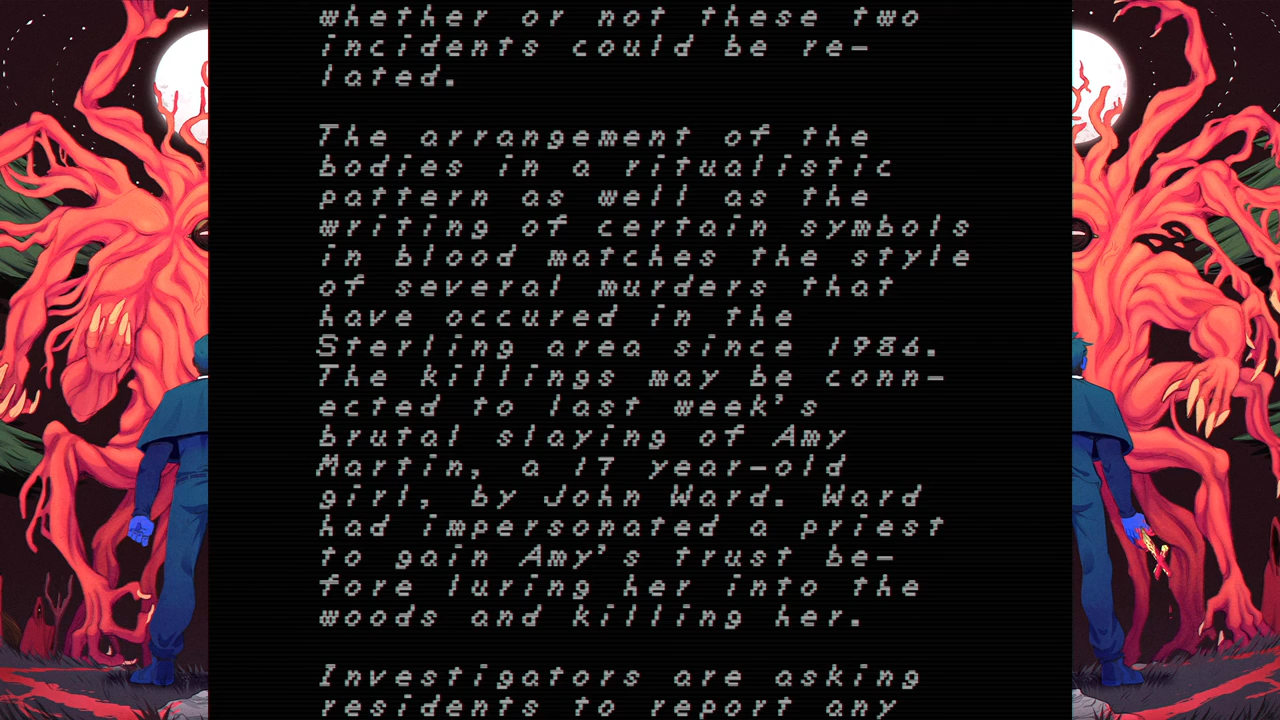 whether or not these two
incidents could be re-
lated.
The arrangement of the
bodies in a ritualistic
pattern as well as the
writing of certain symbols
in blood matches the style
of several murders that
have occured in the
Sterling area since 1986.
The killings may be conn-
ected to last week's
brutal slaying of Amy
Martin, a 17 year-old
girl, by John Ward. Ward
had impersonated a priest
to gain Amy's trust be-
fore luring her into the
woods and killing her.
Investigators are asking
residents to report any